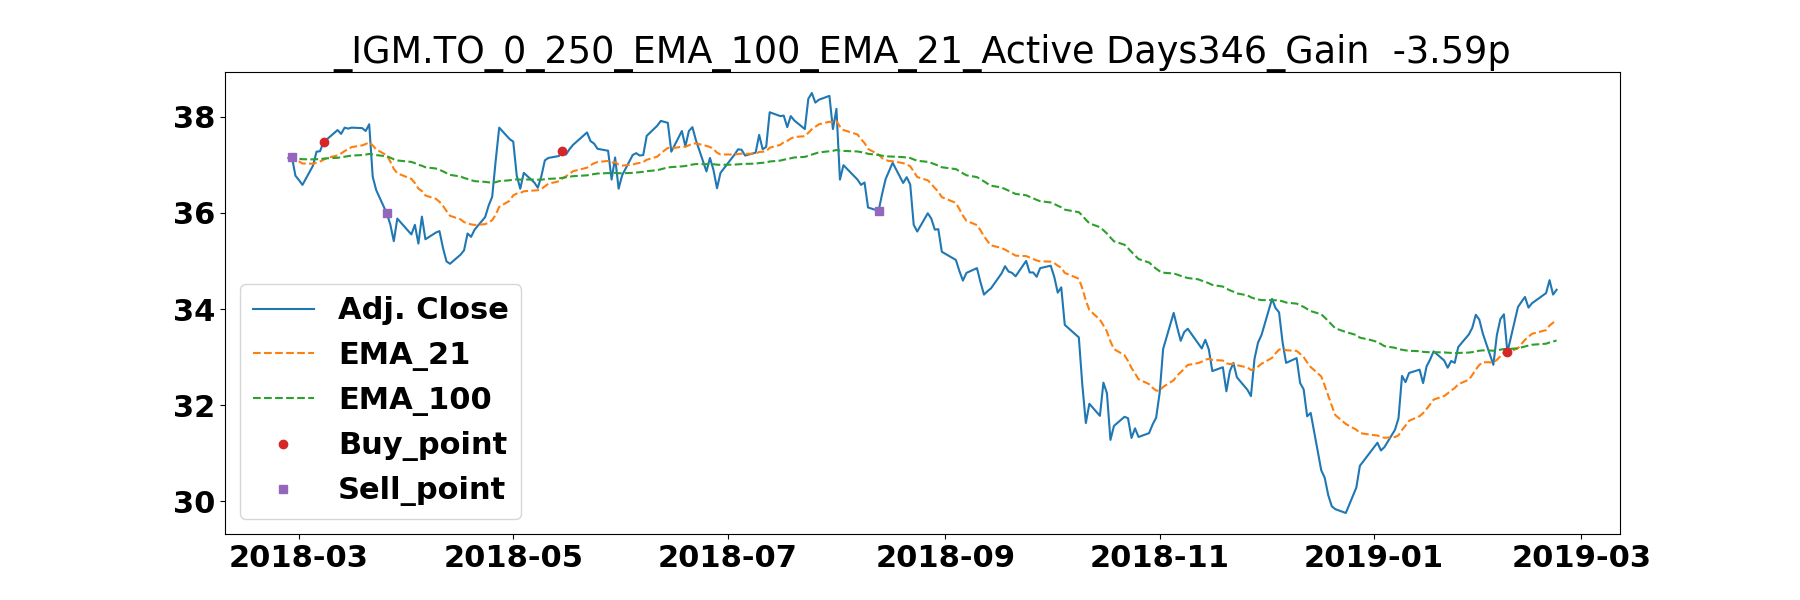 _IGM.TO_0_250_EMA_100_EMA_21_Active Days346_Gain  -3.59p
38
36
34
32
30
Adj. Close
EMA_21
EMA_100
Buy_point
Sell_point
2018-03 2018-05 2018-07 2018-09 2018-11 2019-01 2019-03